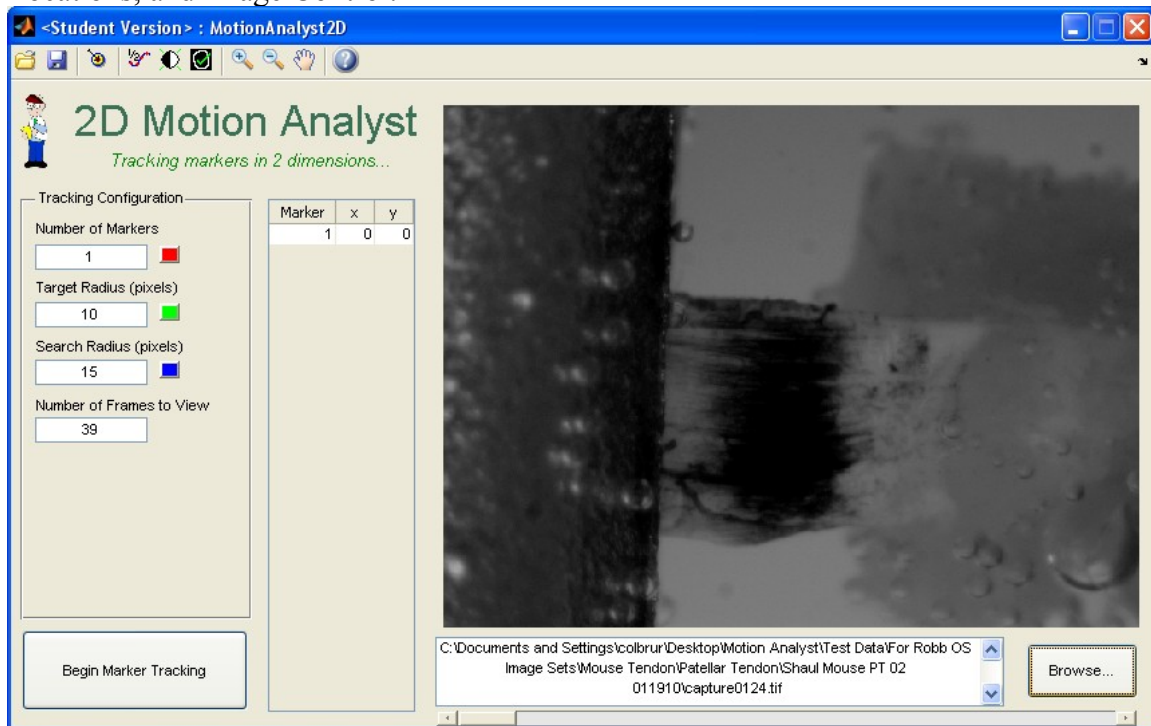 <Student Version> : MotionAnalyst2D
2D Motion Analyst
Tracking markers in 2 dimensions...
Tracking Configuration
Number of Markers
1
Target Radius (pixels)
10
Search Radius (pixels)
15
Number of Frames to View
39
Begin Marker Tracking
Marker x y
1 0 0
C:\Documents and Settings\colbrur\Desktop\Motion Analyst\Test Data\For Robb OS
Image Sets\Mouse Tendon\Patellar Tendon\Shaul Mouse PT 02
011910\capture0124.tif
Browse...